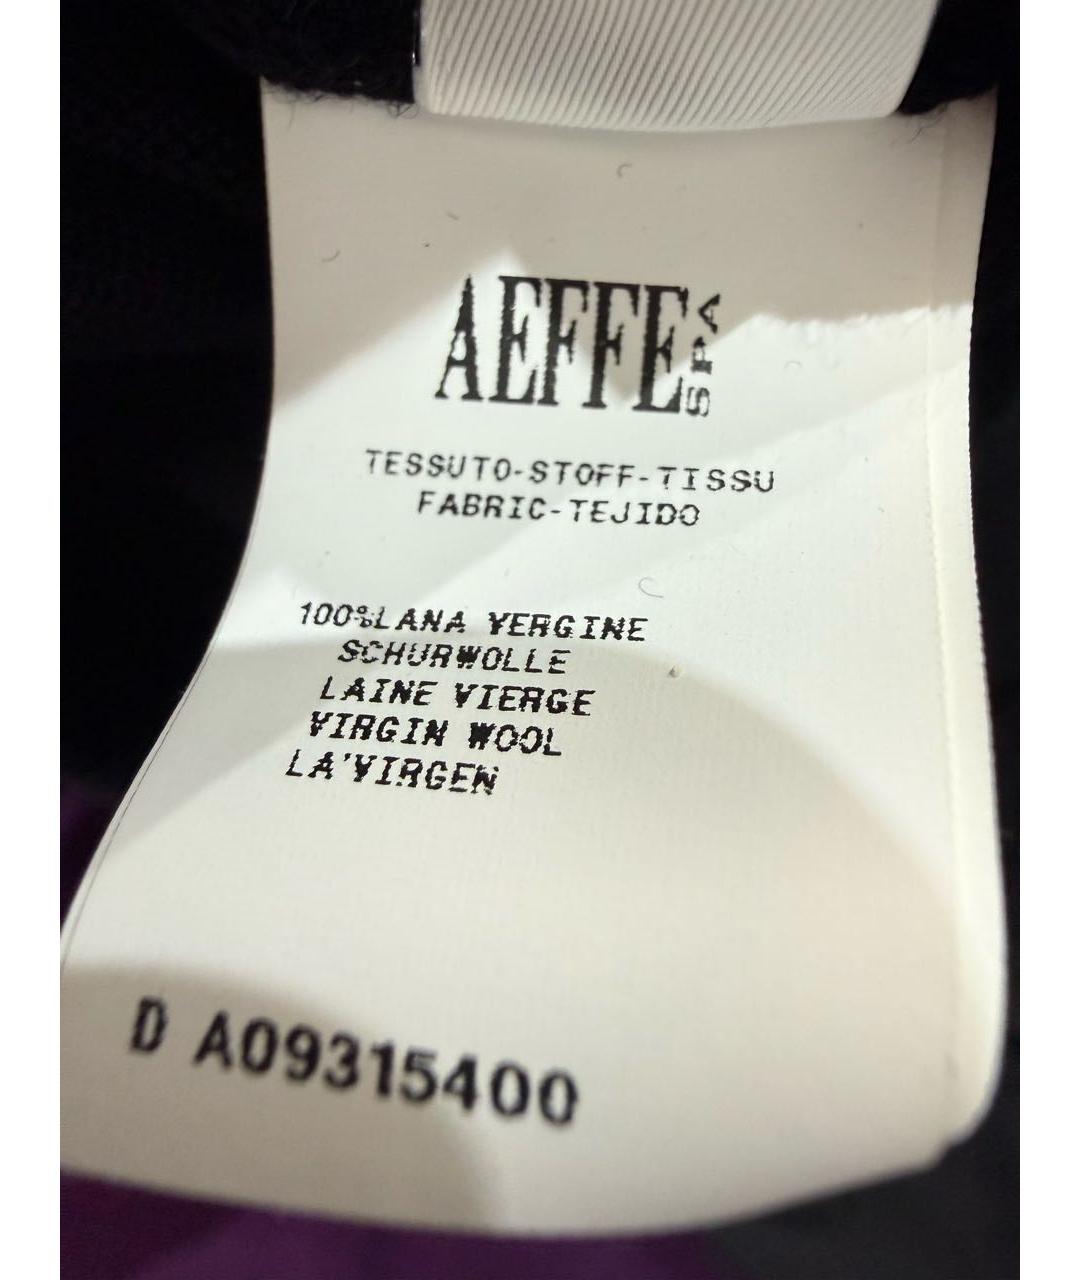 AEFFE SPA
TESSUTO-STOFF-TISSU
FABRIC-TEJIDO
100%LANA VERGINE
SCHURWOLLE
LAINE VIERGE
VIRGIN WOOL
LA'VIRGEN
D A09315400